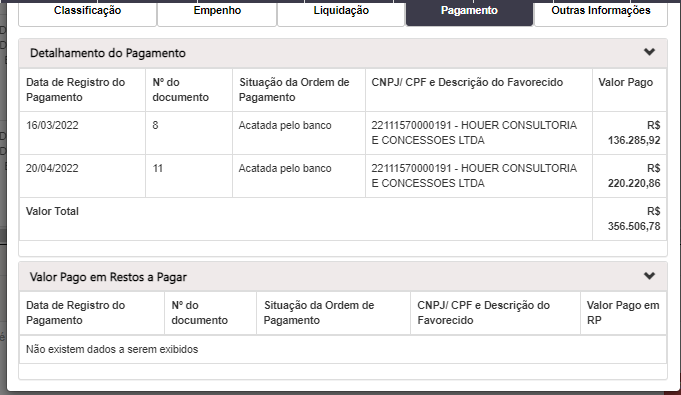 Classificação Empenho Liquidação Pagamento Outras Informações
Detalhamento do Pagamento
Data de Registro do Pagamento
Nº do documento
Situação da Ordem de Pagamento
CNPJ/ CPF e Descrição do Favorecido
Valor Pago
16/03/2022
8
Acatada pelo banco
22111570000191 - HOUER CONSULTORIA
E CONCESSOES LTDA
R$
136.285,92
20/04/2022
11
Acatada pelo banco
22111570000191 - HOUER CONSULTORIA
E CONCESSOES LTDA
R$
220.220,86
Valor Total
R$
356.506,78
Valor Pago em Restos a Pagar
Data de Registro do
Pagamento
Nº do
documento
Situação da Ordem de
Pagamento
CNPJ/ CPF e Descrição do
Favorecido
Valor Pago em
RP
Não existem dados a serem exibidos